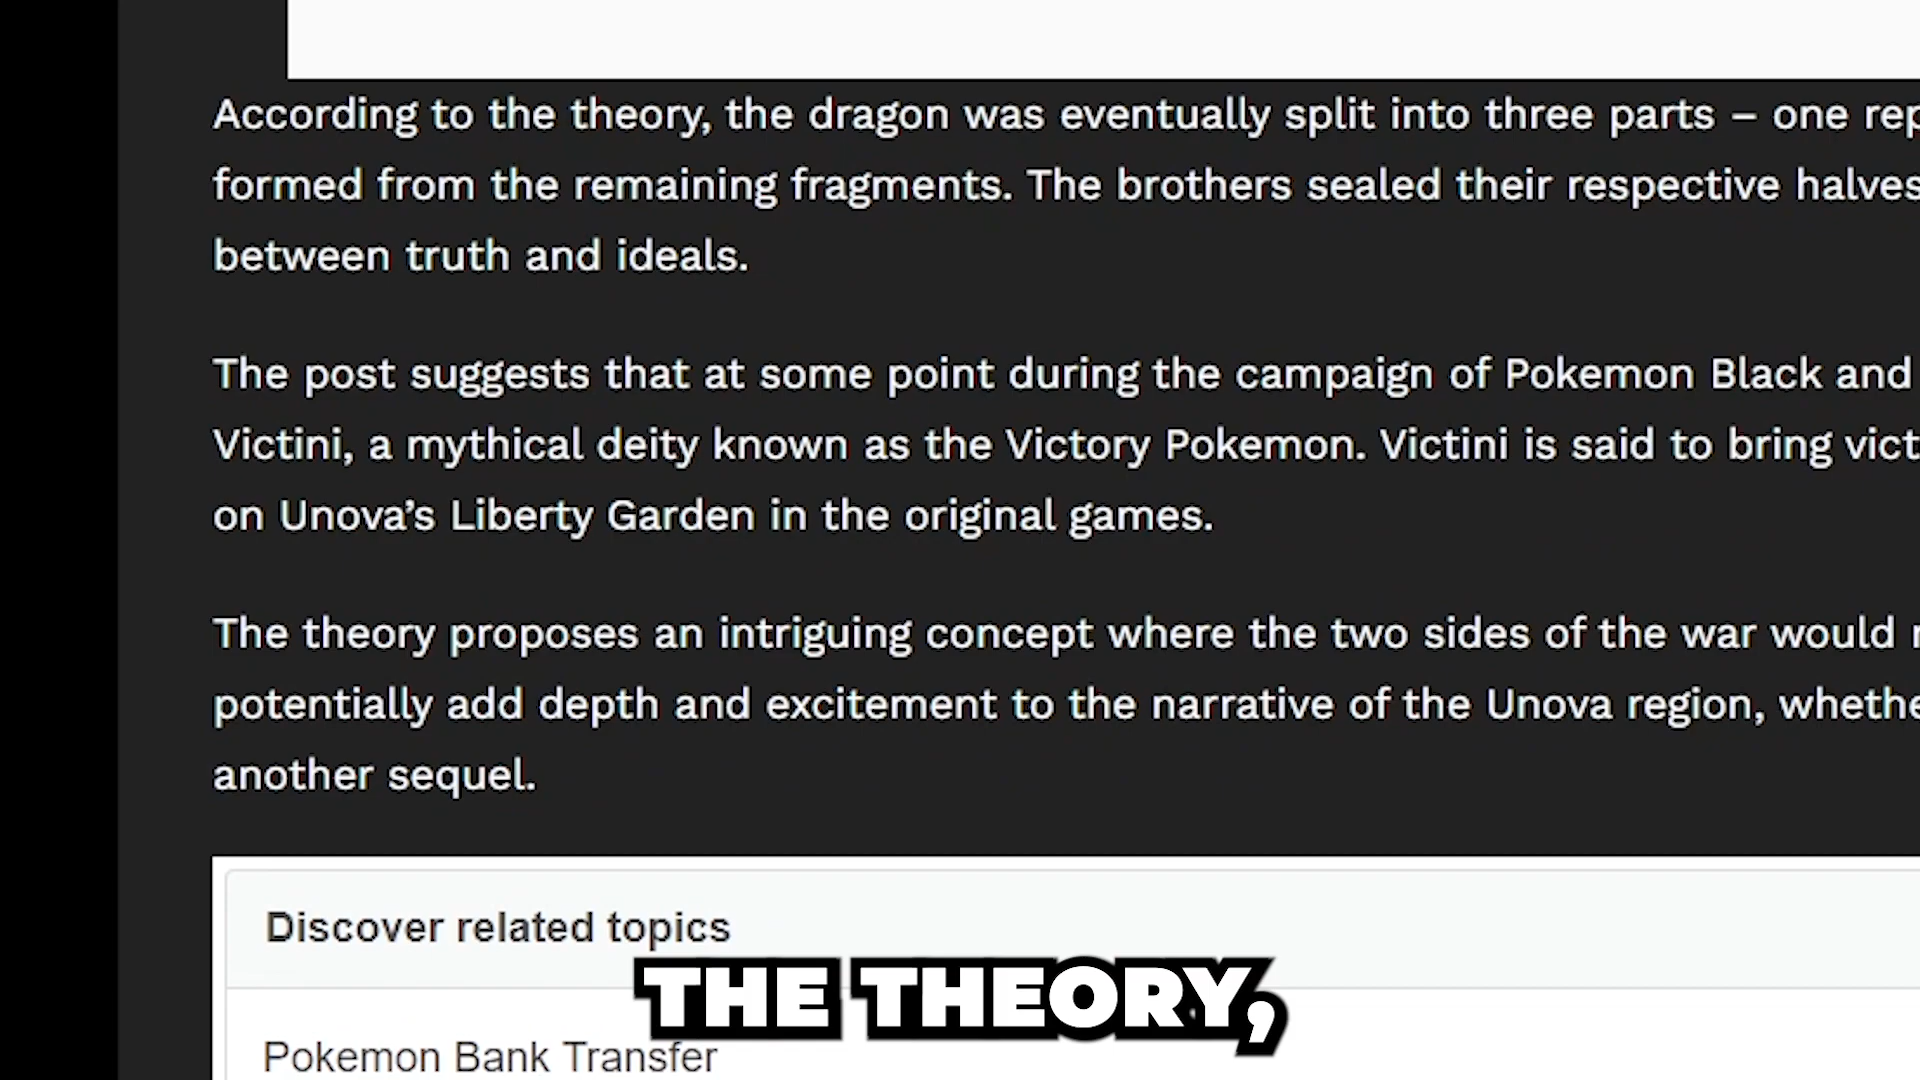 According to the theory, the dragon was eventually split into three parts – one
formed from the remaining fragments. The brothers sealed their respective halves
between truth and ideals.
The post suggests that at some point during the campaign of Pokemon Black and
Victini, a mythical deity known as the Victory Pokemon. Victini is said to bring
on Unova’s Liberty Garden in the original games.
The theory proposes an intriguing concept where the two sides of the war would
potentially add depth and excitement to the narrative of the Unova region,
another sequel.
Discover related topics
THE THEORY,
Pokemon Bank Transfer